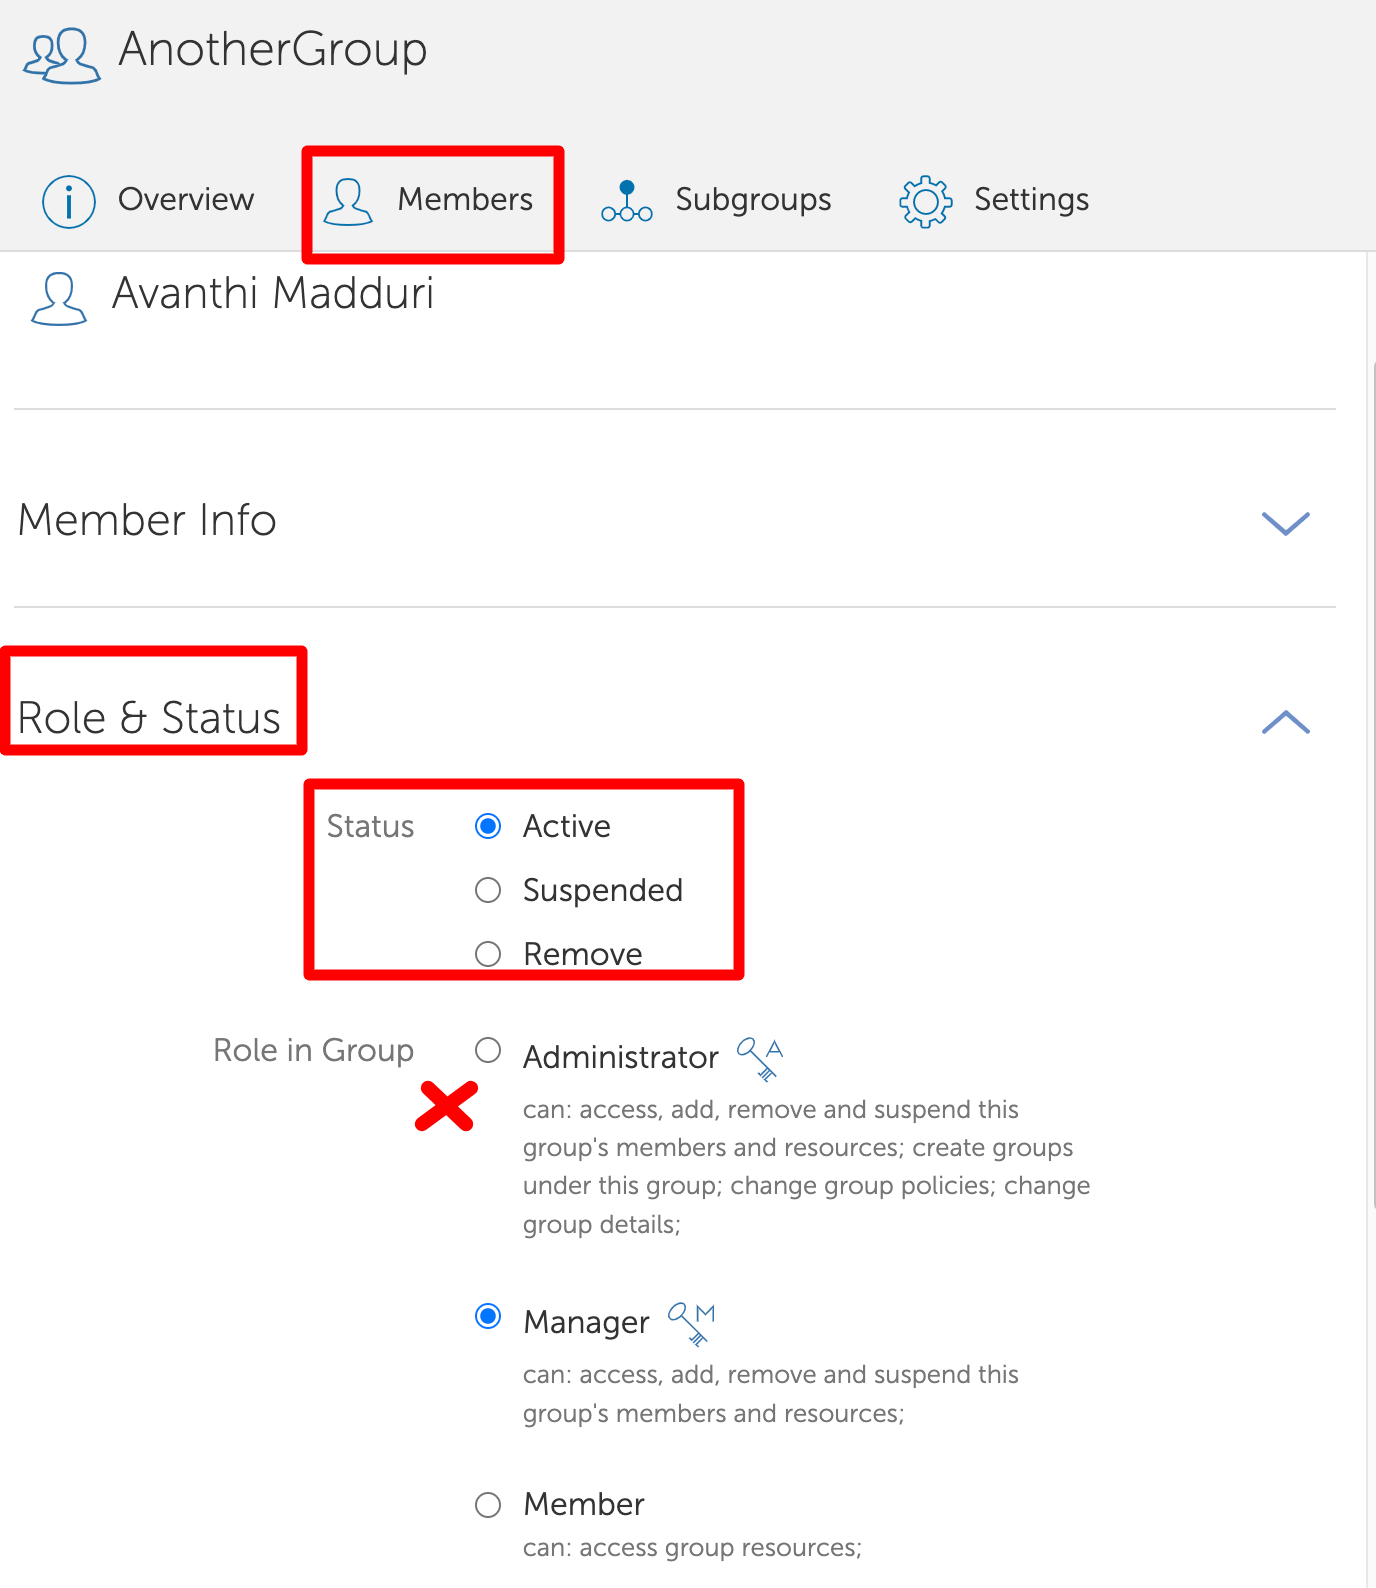 AnotherGroup
Overview
Members
Subgroups
Settings
Avanthi Madduri
Member Info
Role & Status
Status
Active
Suspended
Remove
Role in Group
Administrator
A
can: access, add, remove and suspend this
group's members and resources; create groups
under this group; change group policies; change
group details;
Manager
M
can: access, add, remove and suspend this
group's members and resources;
Member
can: access group resources;